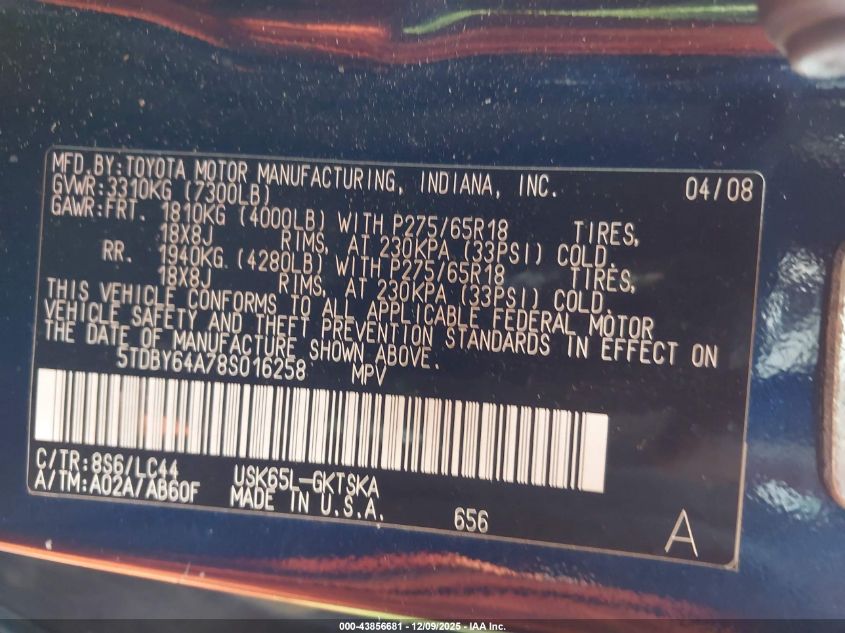 MFD.BY:TOYOTA MOTOR MANUFACTURING, INDIANA, INC. 04/08
GVWR:3310KG (7300LB)
GAWR:FRT. 1810KG (4000LB) WITH P275/65R18 TIRES,
18X8J RIMS, AT 230KPA (33PSI) COLD.
RR. 1940KG (4280LB) WITH P275/65R18 TIRES,
18X8J RIMS, AT 230KPA (33PSI) COLD.
THIS VEHICLE CONFORMS TO ALL APPLICABLE FEDERAL MOTOR
VEHICLE SAFETY AND THEFT PREVENTION STANDARDS IN EFFECT ON
THE DATE OF MANUFACTURE SHOWN ABOVE.
5TDBY64A78S016258 MPV
C/TR:8S6/LC44 USK65L-GKTSKA
A/TM:A02A/AB60F MADE IN U.S.A. 656 A
000-43856681 - 12/09/2025 - IAA Inc.